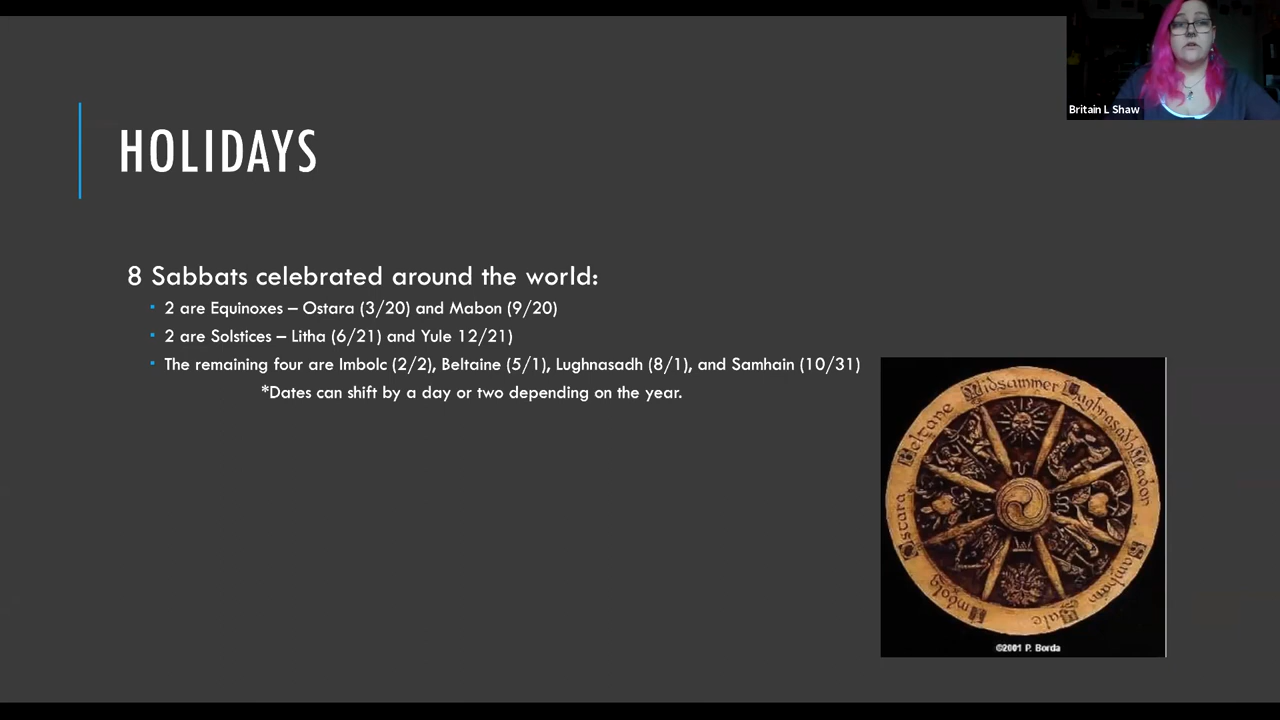 Britain L Shaw
HOLIDAYS
8 Sabbats celebrated around the world:
2 are Equinoxes – Ostara (3/20) and Mabon (9/20)
2 are Solstices – Litha (6/21) and Yule 12/21)
The remaining four are Imbolc (2/2), Beltaine (5/1), Lughnasadh (8/1), and Samhain (10/31)
*Dates can shift by a day or two depending on the year.
Midsummer
Lughnasadh
Mabon
Samhain
Yule
Imbolg
Ostara
Beltane
©2001 P. Borda